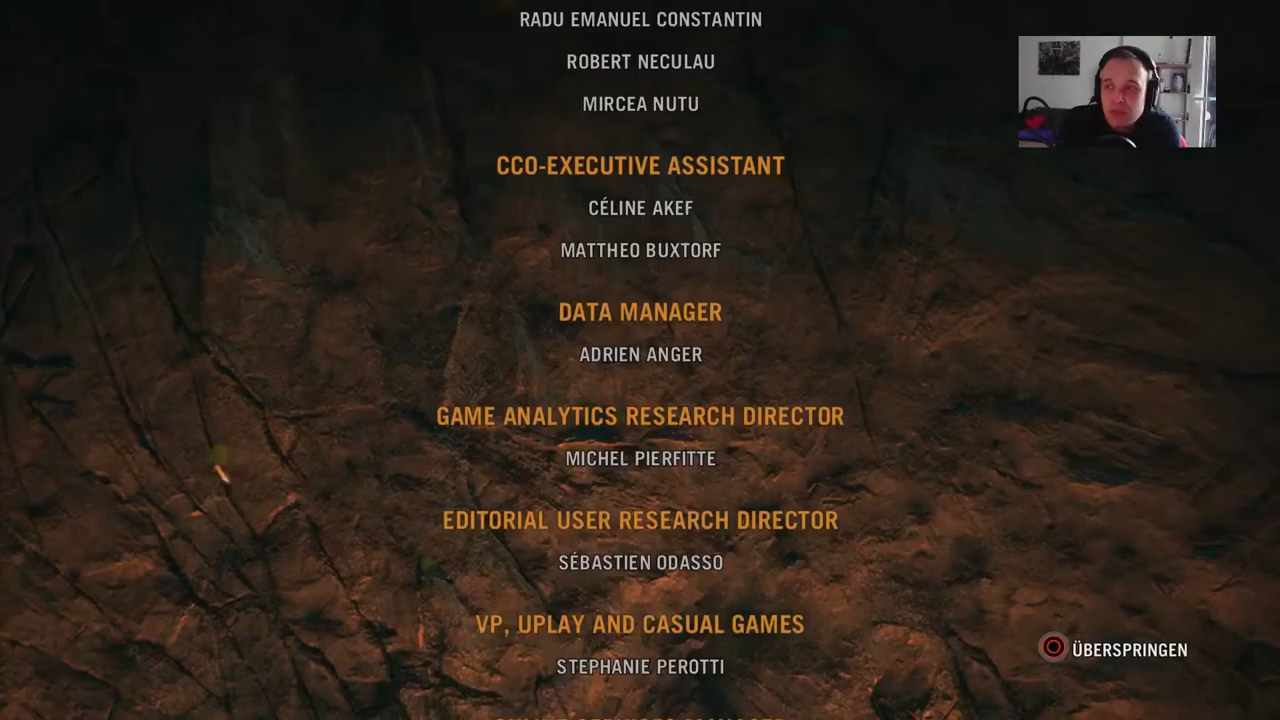 RADU EMANUEL CONSTANTIN
ROBERT NECULAU
MIRCEA NUTU
CCO-EXECUTIVE ASSISTANT
CÉLINE AKEF
MATTHEO BUXTORF
DATA MANAGER
ADRIEN ANGER
GAME ANALYTICS RESEARCH DIRECTOR
MICHEL PIERFITTE
EDITORIAL USER RESEARCH DIRECTOR
SÉBASTIEN ODASSO
VP, UPLAY AND CASUAL GAMES
STEPHANIE PEROTTI
ÜBERSPRINGEN